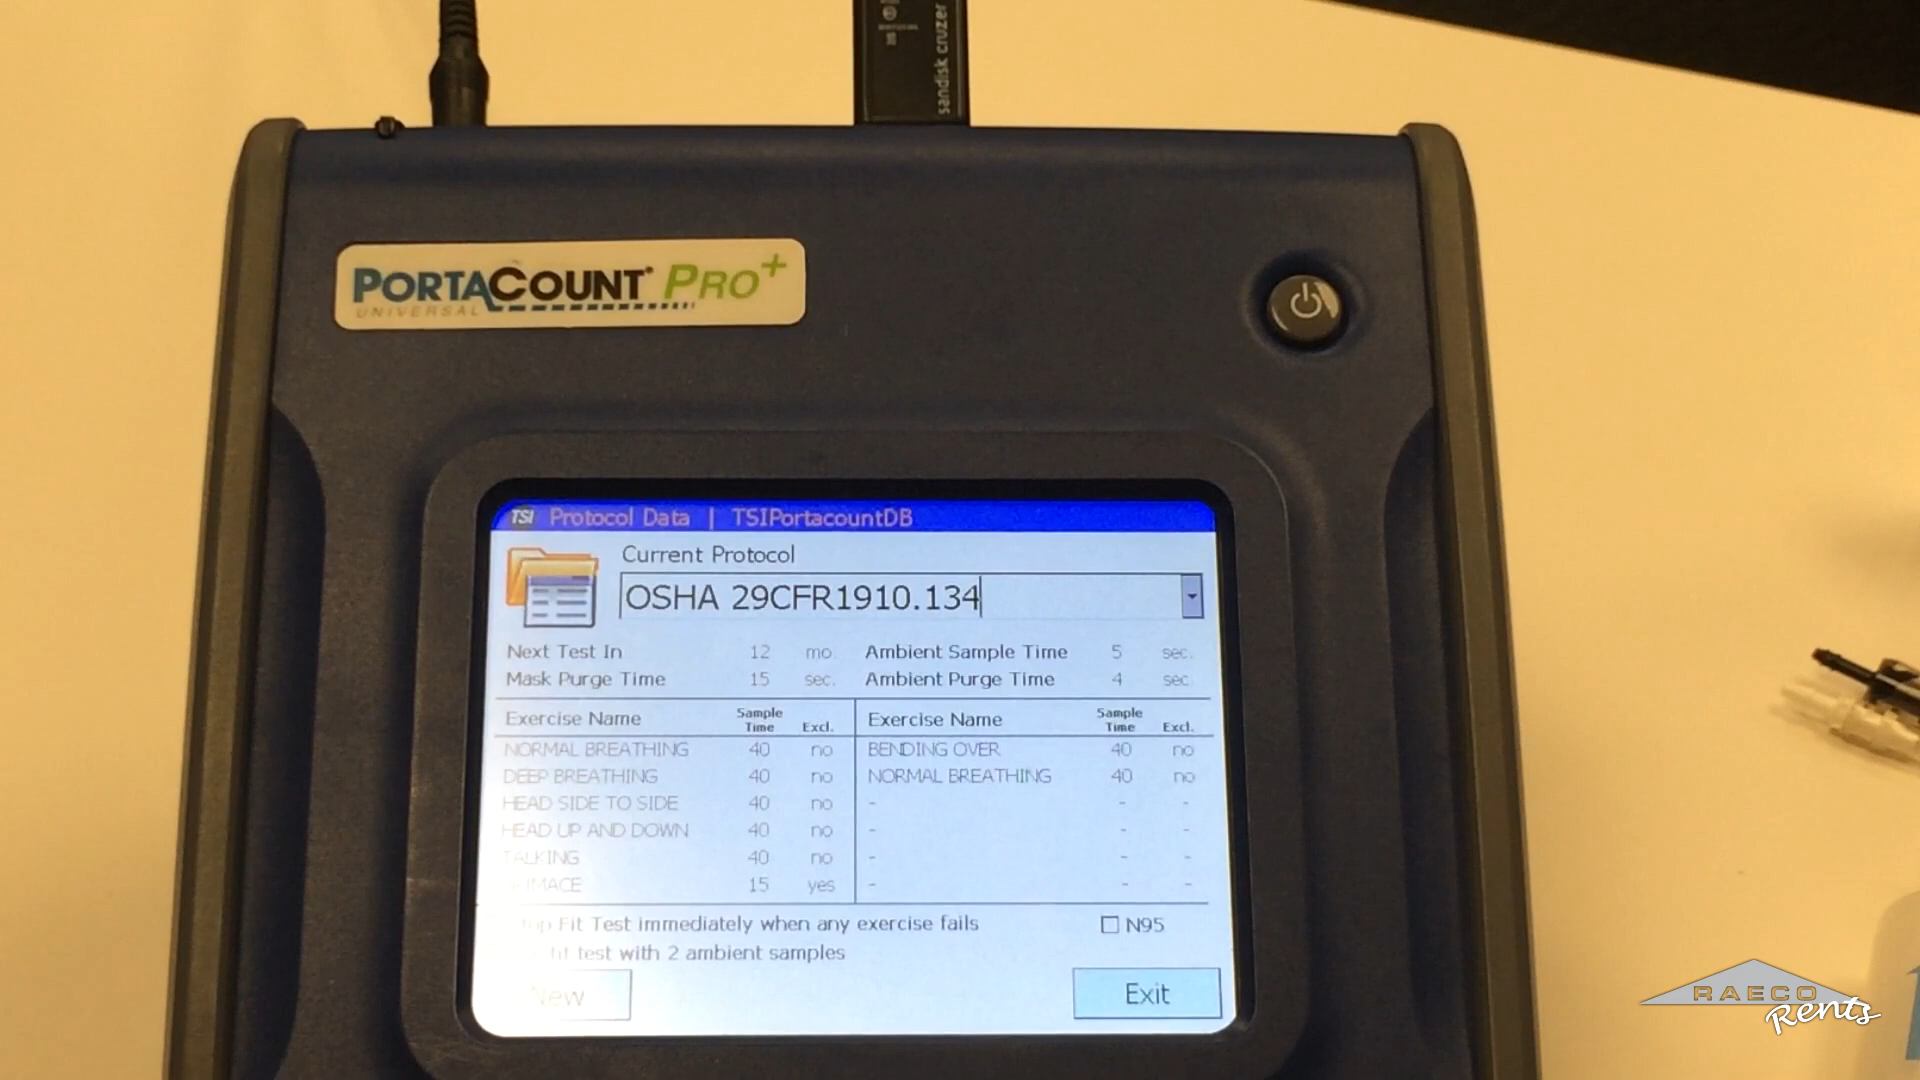 sandisk cruzer
PORTACOUNT® PRO+
UNIVERSAL
TSI Protocol Data | TSIPortacountDB
Current Protocol
OSHA 29CFR1910.134
Next Test In 12 mo. Ambient Sample Time 5 sec.
Mask Purge Time 15 sec. Ambient Purge Time 4 sec.
Exercise Name Sample Time Excl. Exercise Name Sample Time Excl.
NORMAL BREATHING 40 no BENDING OVER 40 no
DEEP BREATHING 40 no NORMAL BREATHING 40 no
HEAD SIDE TO SIDE 40 no - - -
HEAD UP AND DOWN 40 no - - -
TALKING 40 no - - -
15 yes - - -
Fit Test immediately when any exercise fails N95
fit test with 2 ambient samples
New Exit
RAECO
Rents